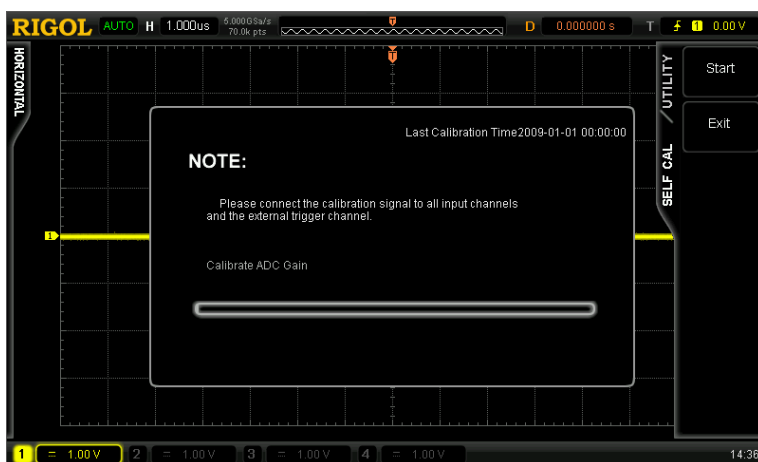 RIGOL AUTO H 1.000us 5.000GSa/s 70.0k pts T D 0.000000 s T 1 0.00 V
HORIZONTAL
T
UTILITY
SELF CAL
Start
Exit
Last Calibration Time2009-01-01 00:00:00
NOTE:
Please connect the calibration signal to all input channels
and the external trigger channel.
Calibrate ADC Gain
1
1 = 1.00 V 2 = 1.00 V 3 = 1.00 V 4 = 1.00 V 14:36